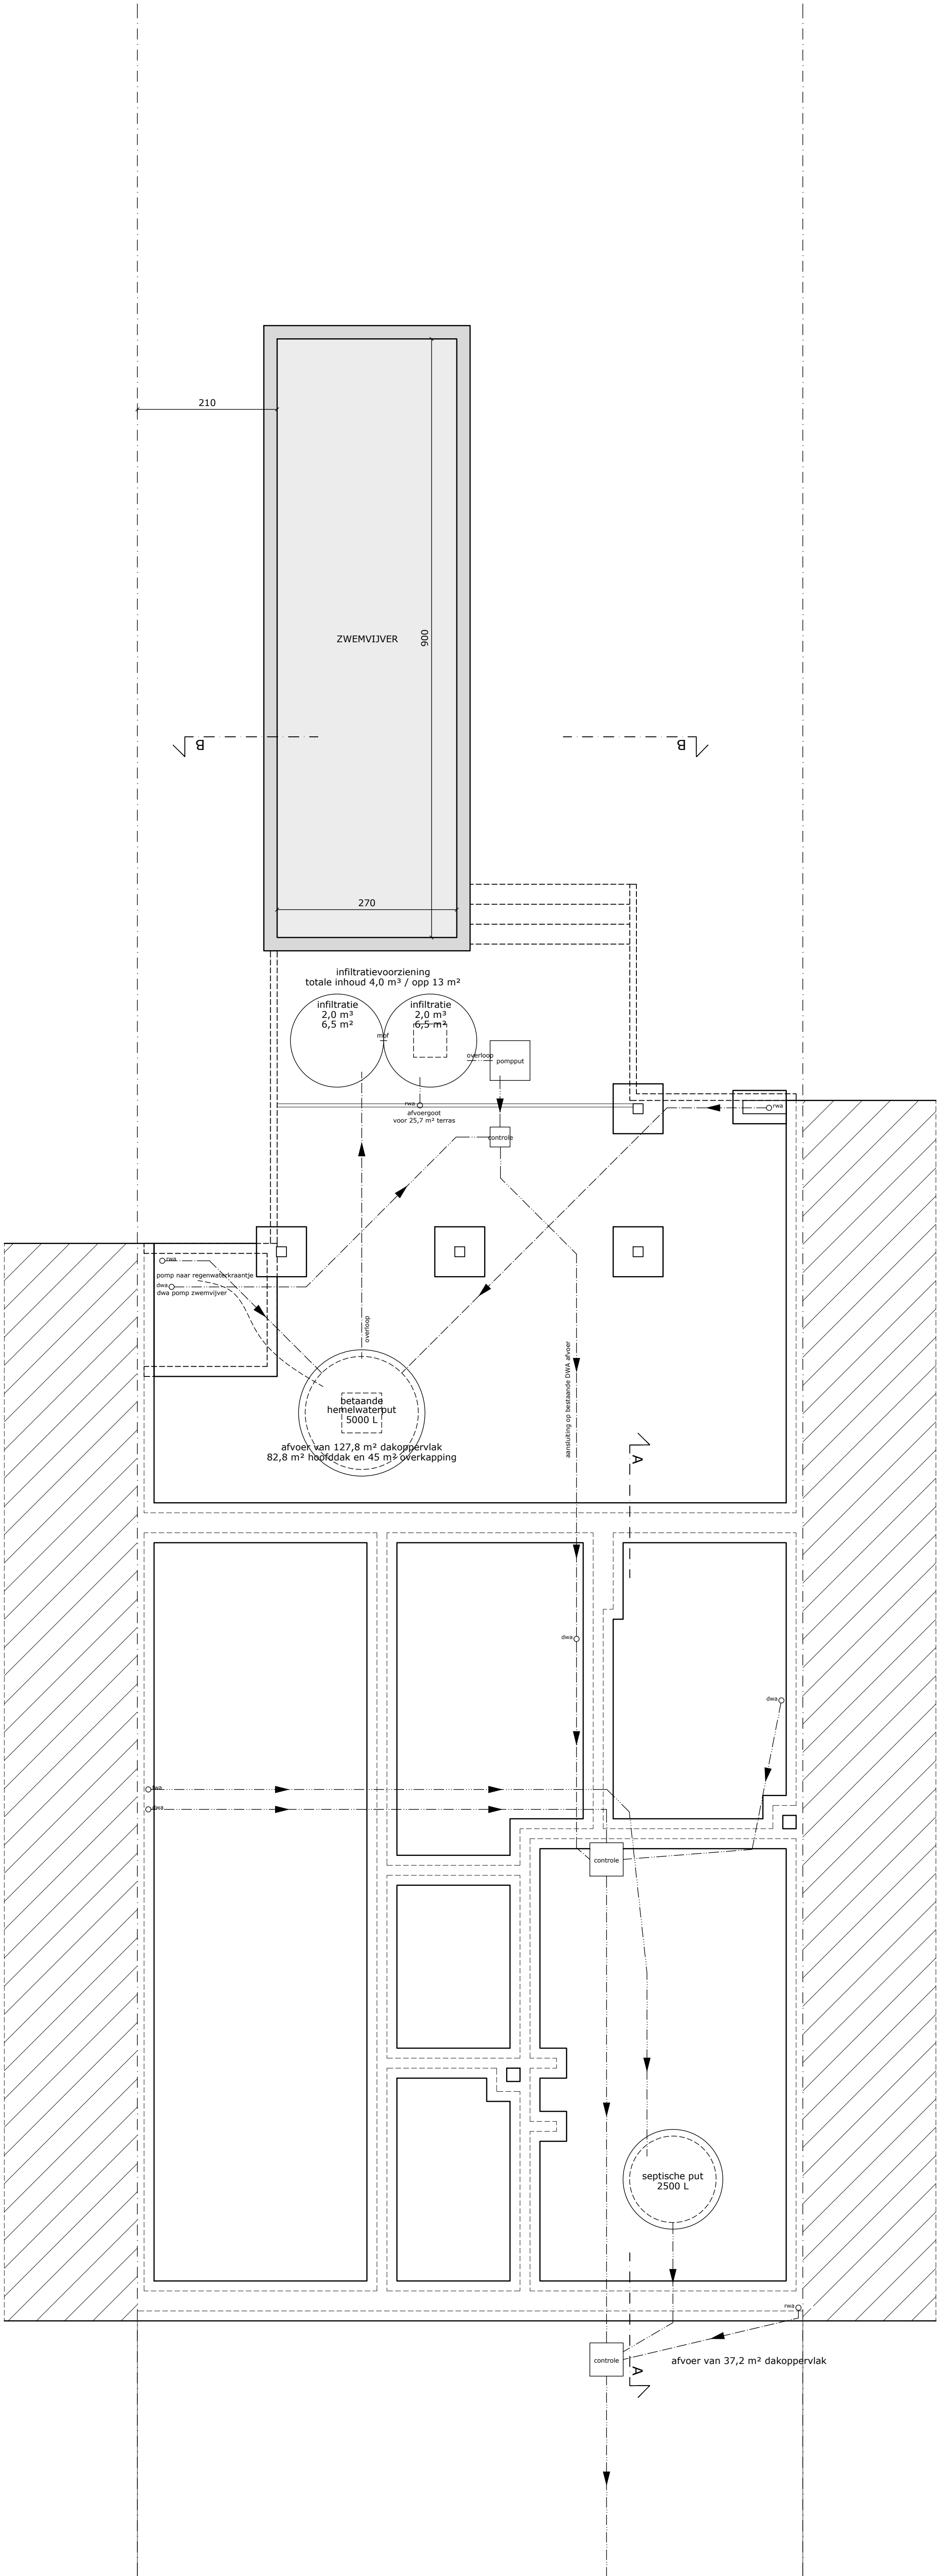 210
ZWEMVIJVER
900
B
B
270
infiltratievoorziening
totale inhoud 4,0 m³ / opp 13 m²
infiltratie
2,0 m³
6,5 m²
infiltratie
2,0 m³
6,5 m²
mof
overloop
pompput
rwa
afvoergoot
voor 25,7 m² terras
rwa
controle
rwa
pomp naar regenwaterkraantje
dwa
dwa pomp zwemvijver
overloop
aansluiting op bestaande DWA afvoer
betaande
hemelwaterput
5000 L
afvoer van 127,8 m² dakoppervlak
82,8 m² hoofddak en 45 m² overkapping
A
dwa
dwa
dwa
dwa
controle
septische put
2500 L
rwa
controle
afvoer van 37,2 m² dakoppervlak
A